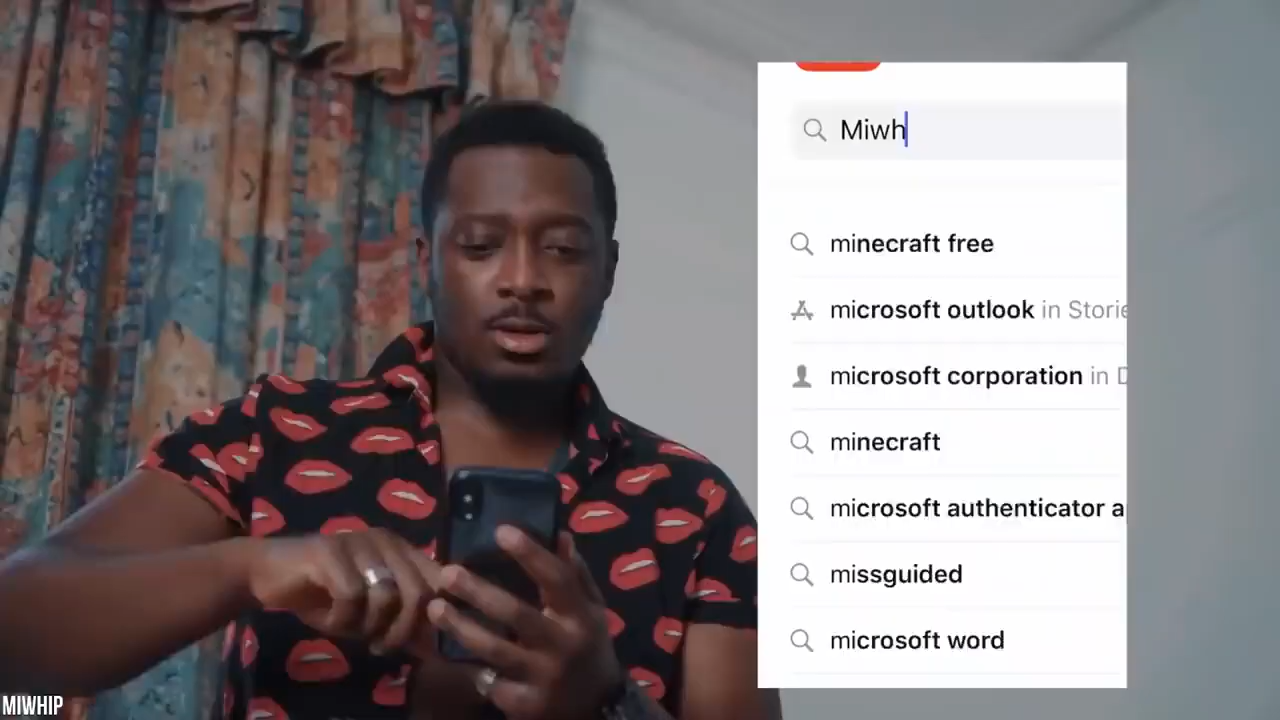 Miwh
minecraft free
microsoft outlook in Storie
microsoft corporation in D
minecraft
microsoft authenticator a
missguided
microsoft word
MIWHIP